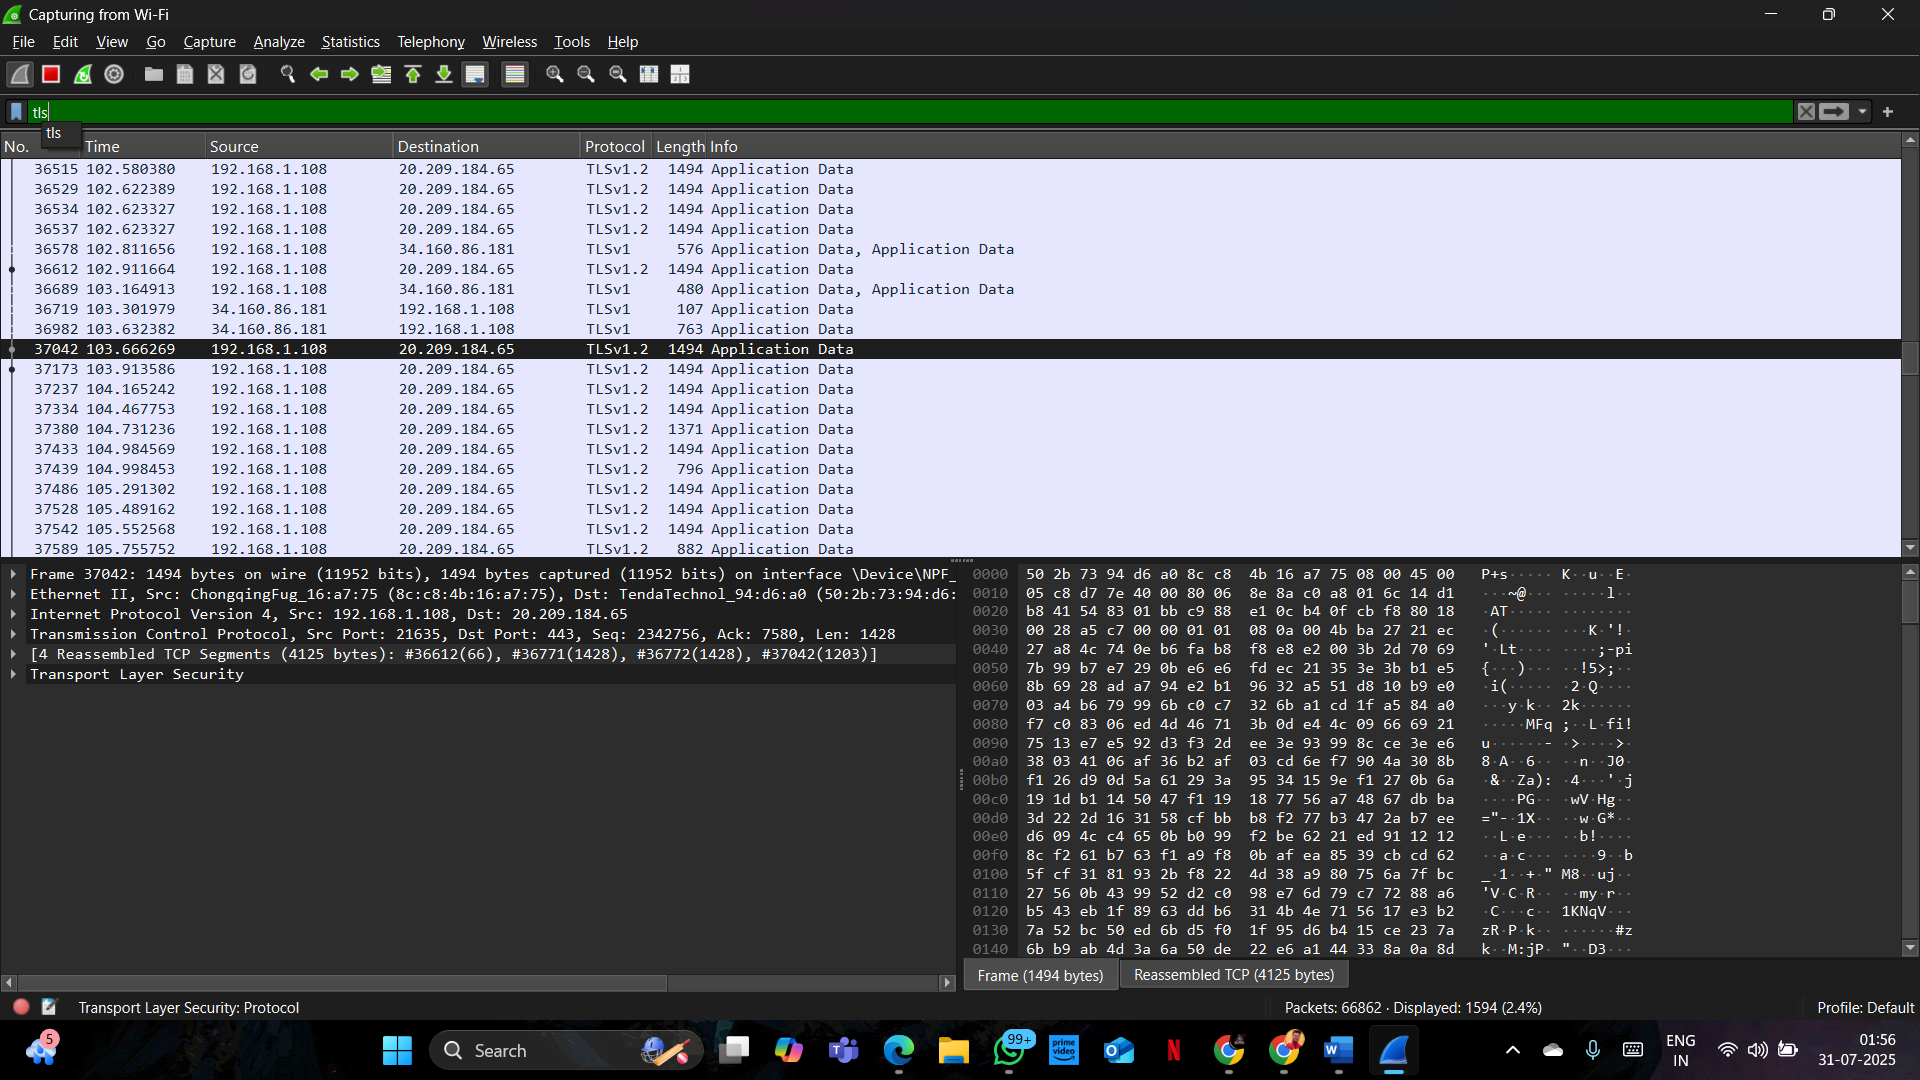 Capturing from Wi-Fi
File Edit View Go Capture Analyze Statistics Telephony Wireless Tools Help
tls
tls
No. Time Source Destination Protocol Length Info
36515 102.580380 192.168.1.108 20.209.184.65 TLSv1.2 1494 Application Data
36529 102.622389 192.168.1.108 20.209.184.65 TLSv1.2 1494 Application Data
36534 102.623327 192.168.1.108 20.209.184.65 TLSv1.2 1494 Application Data
36537 102.623327 192.168.1.108 20.209.184.65 TLSv1.2 1494 Application Data
36578 102.811656 192.168.1.108 34.160.86.181 TLSv1 576 Application Data, Application Data
36612 102.911664 192.168.1.108 20.209.184.65 TLSv1.2 1494 Application Data
36689 103.164913 192.168.1.108 34.160.86.181 TLSv1 480 Application Data, Application Data
36719 103.301979 34.160.86.181 192.168.1.108 TLSv1 107 Application Data
36982 103.632382 34.160.86.181 192.168.1.108 TLSv1 763 Application Data
37042 103.666269 192.168.1.108 20.209.184.65 TLSv1.2 1494 Application Data
37173 103.913586 192.168.1.108 20.209.184.65 TLSv1.2 1494 Application Data
37237 104.165242 192.168.1.108 20.209.184.65 TLSv1.2 1494 Application Data
37334 104.467753 192.168.1.108 20.209.184.65 TLSv1.2 1494 Application Data
37380 104.731236 192.168.1.108 20.209.184.65 TLSv1.2 1371 Application Data
37433 104.984569 192.168.1.108 20.209.184.65 TLSv1.2 1494 Application Data
37439 104.998453 192.168.1.108 20.209.184.65 TLSv1.2 796 Application Data
37486 105.291302 192.168.1.108 20.209.184.65 TLSv1.2 1494 Application Data
37528 105.489162 192.168.1.108 20.209.184.65 TLSv1.2 1494 Application Data
37542 105.552568 192.168.1.108 20.209.184.65 TLSv1.2 1494 Application Data
37589 105.755752 192.168.1.108 20.209.184.65 TLSv1.2 882 Application Data
Frame 37042: 1494 bytes on wire (11952 bits), 1494 bytes captured (11952 bits) on interface \Device\NPF_
Ethernet II, Src: ChongqingFug_16:a7:75 (8c:c8:4b:16:a7:75), Dst: TendaTechnol_94:d6:a0 (50:2b:73:94:d6:
Internet Protocol Version 4, Src: 192.168.1.108, Dst: 20.209.184.65
Transmission Control Protocol, Src Port: 21635, Dst Port: 443, Seq: 2342756, Ack: 7580, Len: 1428
[4 Reassembled TCP Segments (4125 bytes): #36612(66), #36771(1428), #36772(1428), #37042(1203)]
Transport Layer Security
0000 50 2b 73 94 d6 a0 8c c8 4b 16 a7 75 08 00 45 00 P+s·····K··u··E·
0010 05 c8 d7 7e 40 00 80 06 8e 8a c0 a8 01 6c 14 d1 ···~@········l··
0020 b8 41 54 83 01 bb c9 88 e1 0c b4 0f cb f8 80 18 ·AT·············
0030 00 28 a5 c7 00 00 01 01 08 0a 00 4b ba 27 21 ec ·(·········K·'!·
0040 27 a8 4c 74 0e b6 fa b8 f8 e8 e2 00 3b 2d 70 69 '·Lt········;-pi
0050 7b 99 b7 e7 29 0b e6 e6 fd ec 21 35 3e 3b b1 e5 {···)·····!5>;··
0060 8b 69 28 ad a7 94 e2 b1 96 32 a5 51 d8 10 b9 e0 ·i(······2·Q····
0070 03 a4 b6 79 99 6b c0 c7 32 6b a1 cd 1f a5 84 a0 ···y·k··2k······
0080 f7 c0 83 06 ed 4d 46 71 3b 0d e4 4c 09 66 69 21 ·····MFq;··L·fi!
0090 75 13 e7 e5 92 d3 f3 2d ee 3e 93 99 8c ce 3e e6 u······-·>····>·
00a0 38 03 41 06 af 36 b2 af 03 cd 6e f7 90 4a 30 8b 8·A··6····n··J0·
00b0 f1 26 d9 0d 5a 61 29 3a 95 34 15 9e f1 27 0b 6a ·&··Za):·4···'·j
00c0 19 1d b1 14 50 47 f1 19 18 77 56 a7 48 67 db ba ····PG···wV·Hg··
00d0 3d 22 2d 16 31 58 cf bb b8 f2 77 b3 47 2a b7 ee ="-·1X····w·G*··
00e0 d6 09 4c c4 65 0b b0 99 f2 be 62 21 ed 91 12 12 ··L·e·····b!····
00f0 8c f2 61 b7 63 f1 a9 f8 0b af ea 85 39 cb cd 62 ··a·c·······9··b
0100 5f cf 31 81 93 2b f8 22 4d 38 a9 80 75 6a 7f bc _·1··+·"M8··uj··
0110 27 56 0b 43 99 52 d2 c0 98 e7 6d 79 c7 72 88 a6 'V·C·R····my·r··
0120 b5 43 eb 1f 89 63 dd b6 31 4b 4e 71 56 17 e3 b2 ·C···c··1KNqV···
0130 7a 52 bc 50 ed 6b d5 f0 1f 95 d6 b4 15 ce 23 7a zR·P·k········#z
0140 6b b9 ab 4d 3a 6a 50 de 22 e6 a1 44 33 8a 0a 8d k··M:jP·"··D3···
Frame (1494 bytes) Reassembled TCP (4125 bytes)
Transport Layer Security: Protocol Packets: 66862 · Displayed: 1594 (2.4%) Profile: Default
5 Search 99+ prime video ENG IN 01:56 31-07-2025